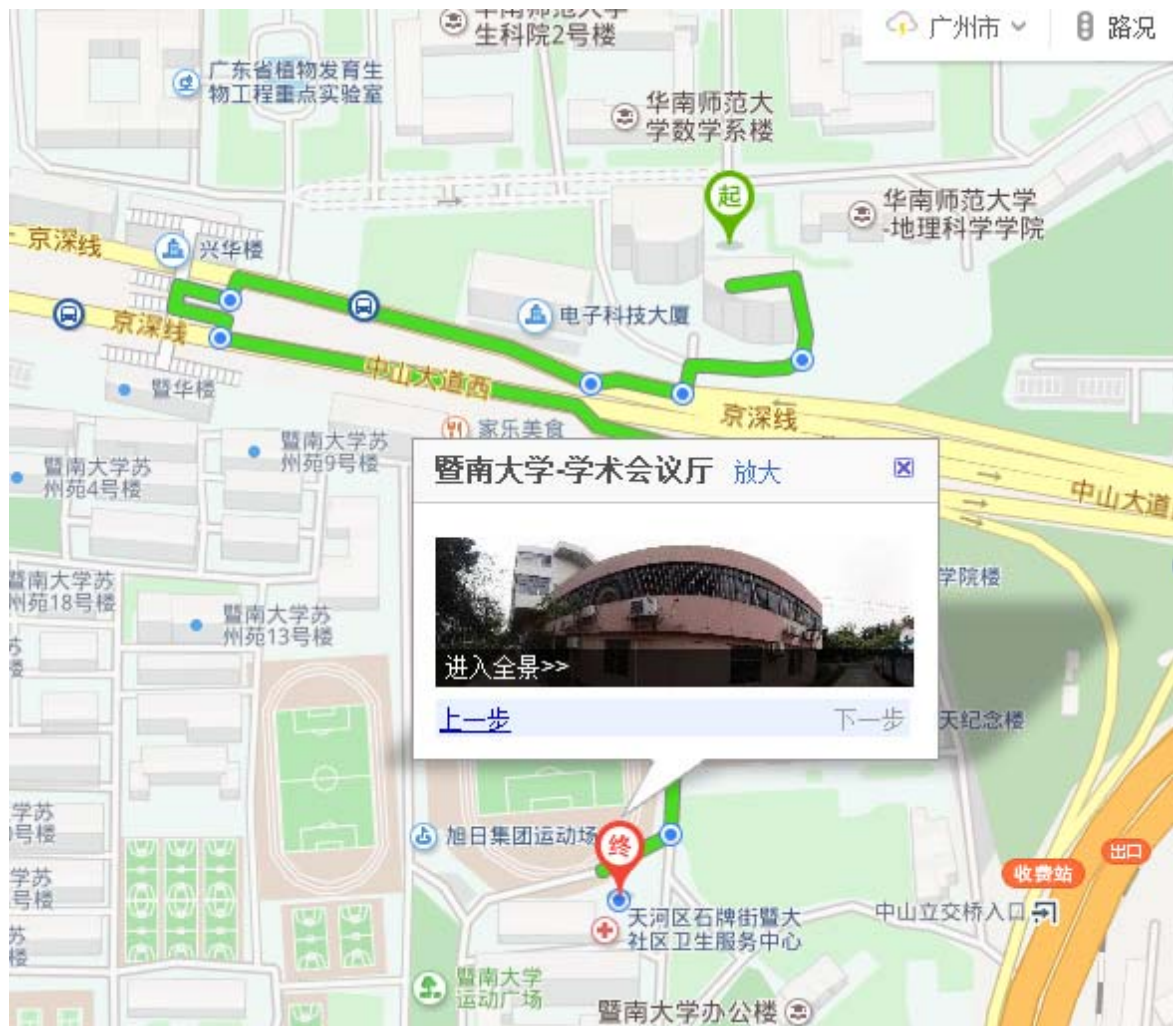 华南师范大学
生科院2号楼
广州市
路况
广东省植物发育生
物工程重点实验室
华南师范大
学数学系楼
起
华南师范大学
-地理科学学院
京深线
兴华楼
京深线
电子科技大厦
中山大道西
暨华楼
京深线
家乐美食
暨南大学苏
州苑9号楼
暨南大学苏
州苑4号楼
暨南大学-学术会议厅 放大
中山大道
暨南大学苏
州苑18号楼
学院楼
暨南大学苏
州苑13号楼
进入全景>>
上一步
下一步
天纪念楼
学苏
号楼
旭日集团运动场
终
出口
收费站
学苏
号楼
天河区石牌街暨大
社区卫生服务中心
中山立交桥入口
暨南大学
运动广场
暨南大学办公楼